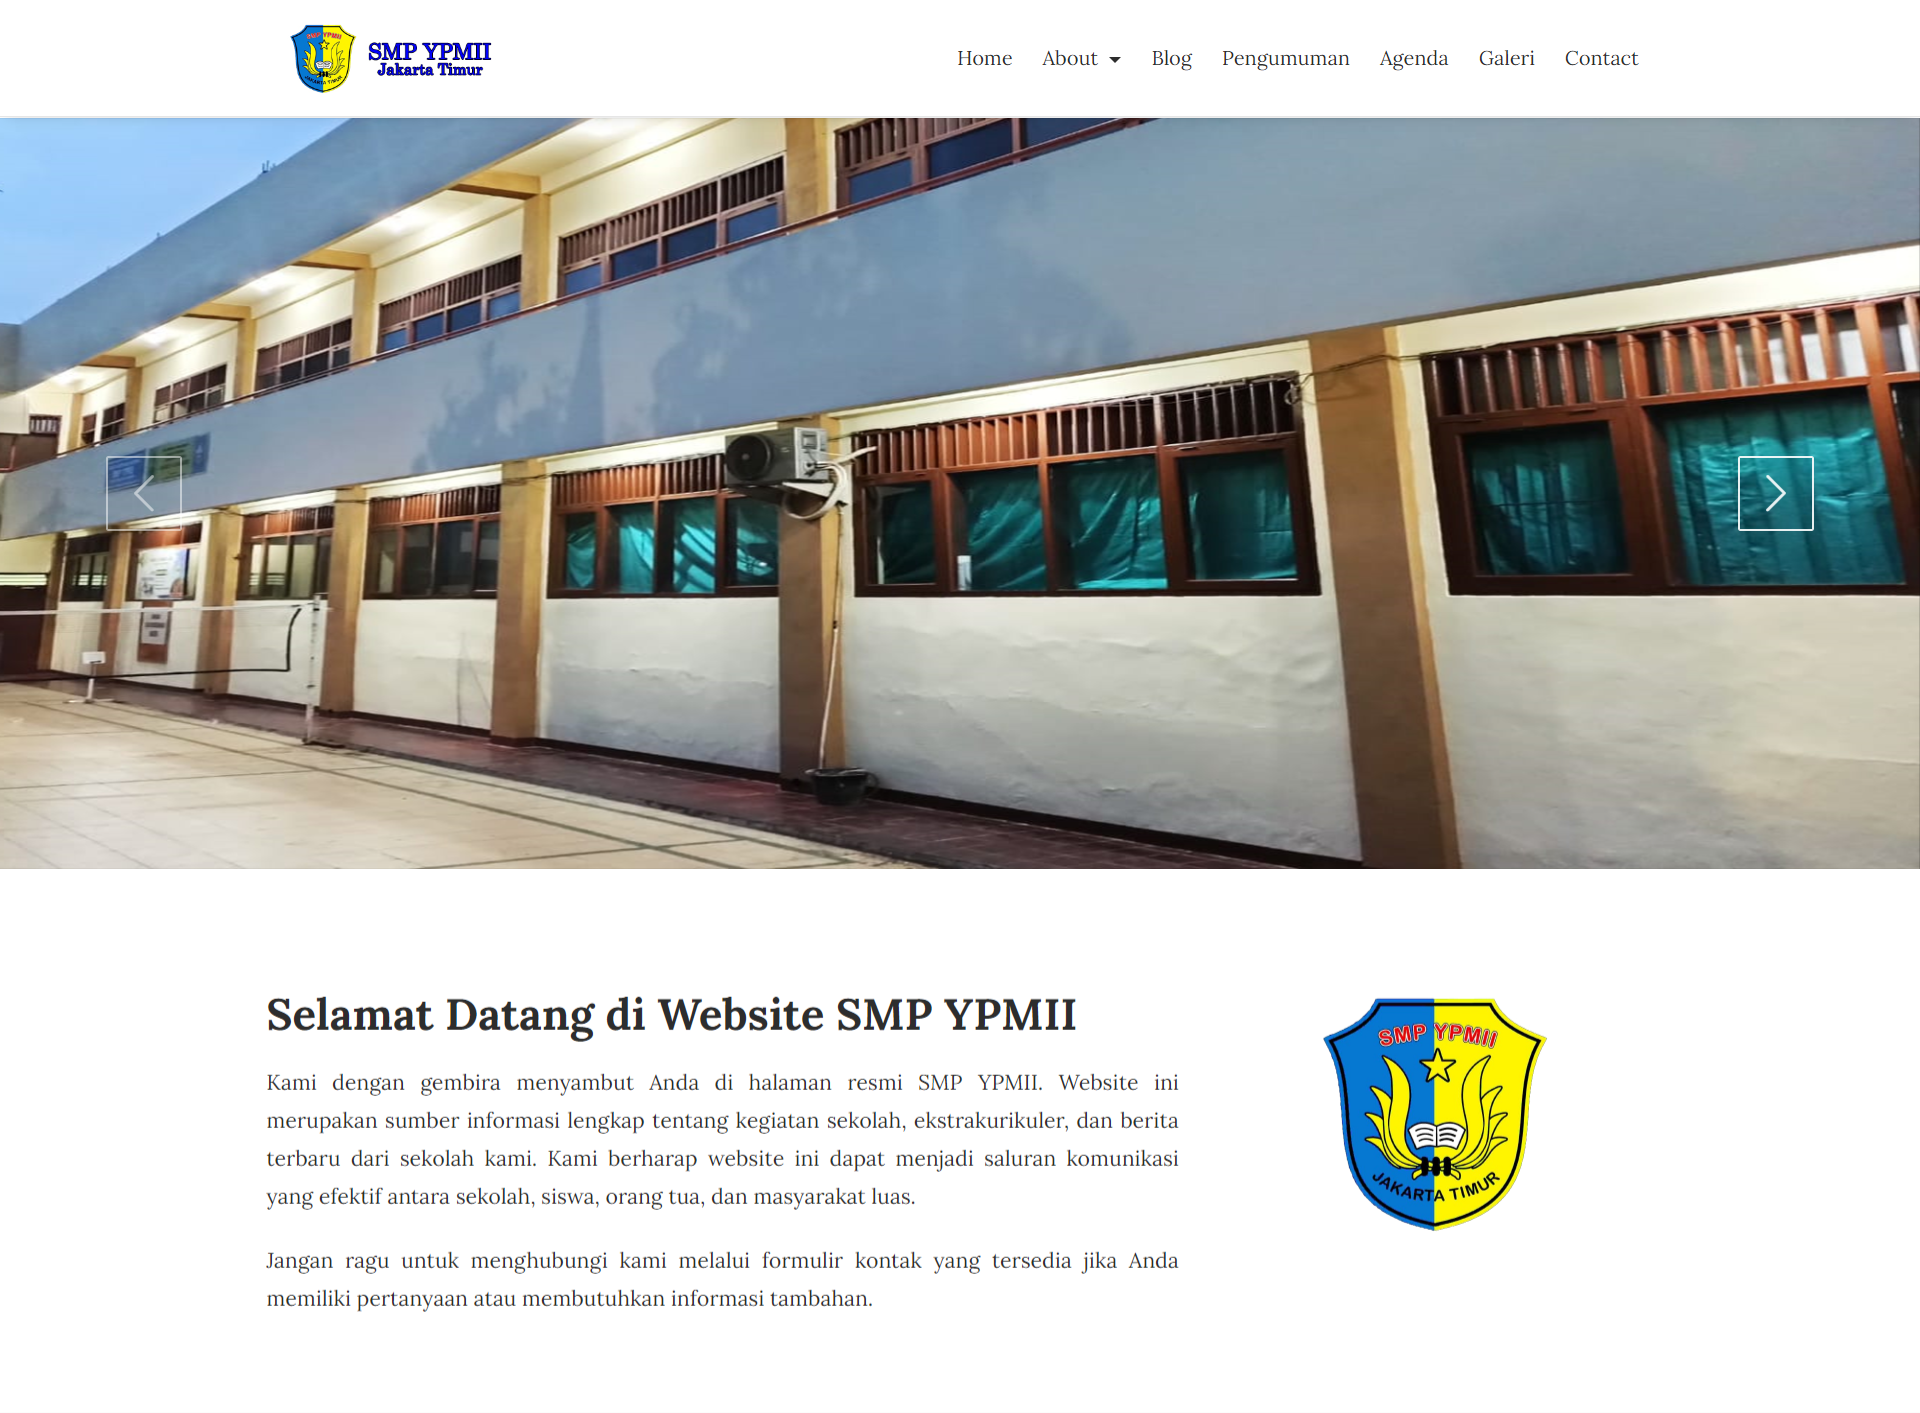 SMP YPMII
JAKARTA TIMUR
SMP YPMII
Jakarta Timur
Home About Blog Pengumuman Agenda Galeri Contact
Selamat Datang di Website SMP YPMII
Kami dengan gembira menyambut Anda di halaman resmi SMP YPMII. Website ini
merupakan sumber informasi lengkap tentang kegiatan sekolah, ekstrakurikuler, dan berita
terbaru dari sekolah kami. Kami berharap website ini dapat menjadi saluran komunikasi
yang efektif antara sekolah, siswa, orang tua, dan masyarakat luas.
Jangan ragu untuk menghubungi kami melalui formulir kontak yang tersedia jika Anda
memiliki pertanyaan atau membutuhkan informasi tambahan.
SMP YPMII
JAKARTA TIMUR